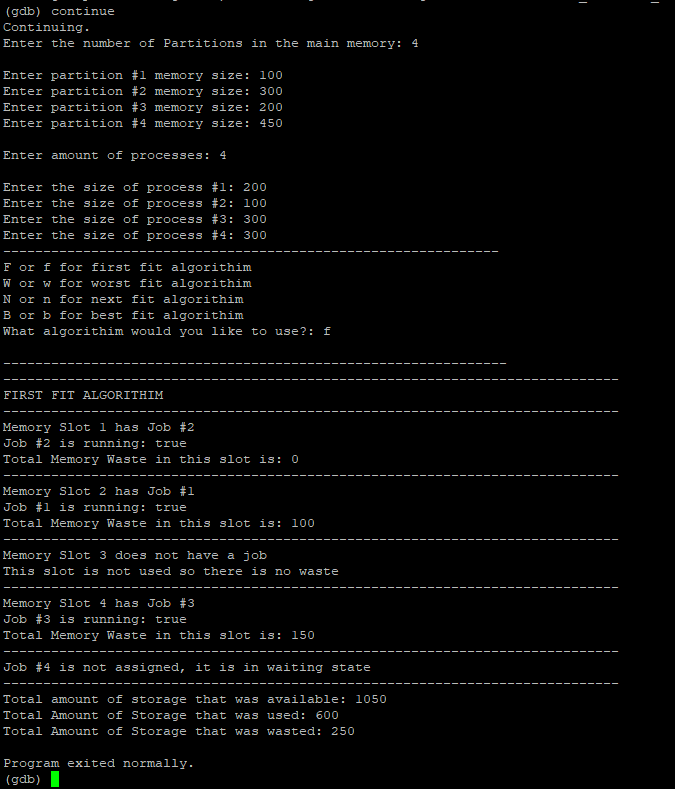 (gdb) continue
Continuing.
Enter the number of Partitions in the main memory: 4
Enter partition #1 memory size: 100
Enter partition #2 memory size: 300
Enter partition #3 memory size: 200
Enter partition #4 memory size: 450
Enter amount of processes: 4
Enter the size of process #1: 200
Enter the size of process #2: 100
Enter the size of process #3: 300
Enter the size of process #4: 300
--------------------------------------------------------------
F or f for first fit algorithim
W or w for worst fit algorithim
N or n for next fit algorithim
B or b for best fit algorithim
What algorithim would you like to use?: f
---------------------------------------------------------------
-----------------------------------------------------------------------------
FIRST FIT ALGORITHIM
-----------------------------------------------------------------------------
Memory Slot 1 has Job #2
Job #2 is running: true
Total Memory Waste in this slot is: 0
-----------------------------------------------------------------------------
Memory Slot 2 has Job #1
Job #1 is running: true
Total Memory Waste in this slot is: 100
-----------------------------------------------------------------------------
Memory Slot 3 does not have a job
This slot is not used so there is no waste
-----------------------------------------------------------------------------
Memory Slot 4 has Job #3
Job #3 is running: true
Total Memory Waste in this slot is: 150
-----------------------------------------------------------------------------
Job #4 is not assigned, it is in waiting state
-----------------------------------------------------------------------------
Total amount of storage that was available: 1050
Total Amount of Storage that was used: 600
Total Amount of Storage that was wasted: 250
Program exited normally.
(gdb)